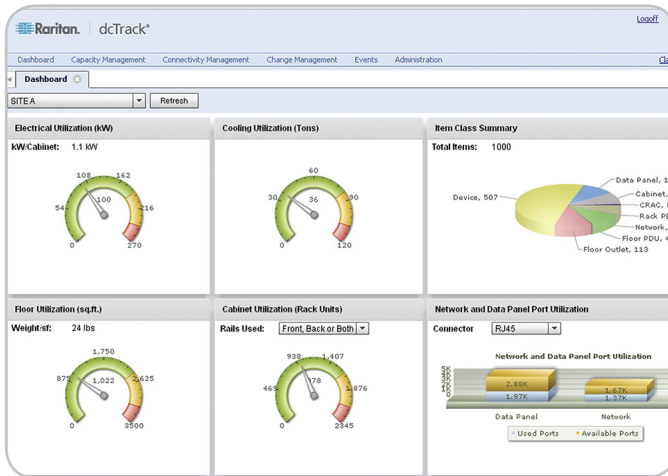 Logoff
Raritan. dcTrack®
Dashboard Capacity Management Connectivity Management Change Management Events Administration
Dashboard
SITE A Refresh
Electrical Utilization (kW)
kW/Cabinet: 1.1 kW
108 162
54 100 216
0 270
Cooling Utilization (Tons)
60
30 36 90
0 120
Item Class Summary
Total Items: 1000
Data Panel, 1
Device, 507 Cabinet,
CRAC,
Rack PD
Network,
Floor PDU, 4
Floor Outlet, 113
Floor Utilization (sq.ft.)
Weight/sf: 24 lbs
1,750
875 1,022 2,625
0 3500
Cabinet Utilization (Rack Units)
Rails Used: Front, Back or Both
938 1,407
469 978 1,876
0 2345
Network and Data Panel Port Utilization
Connector RJ45
Network and Data Panel Port Utilization
2.88K 1.67K
1.97K 1.37K
Data Panel Network
Used Ports Available Ports